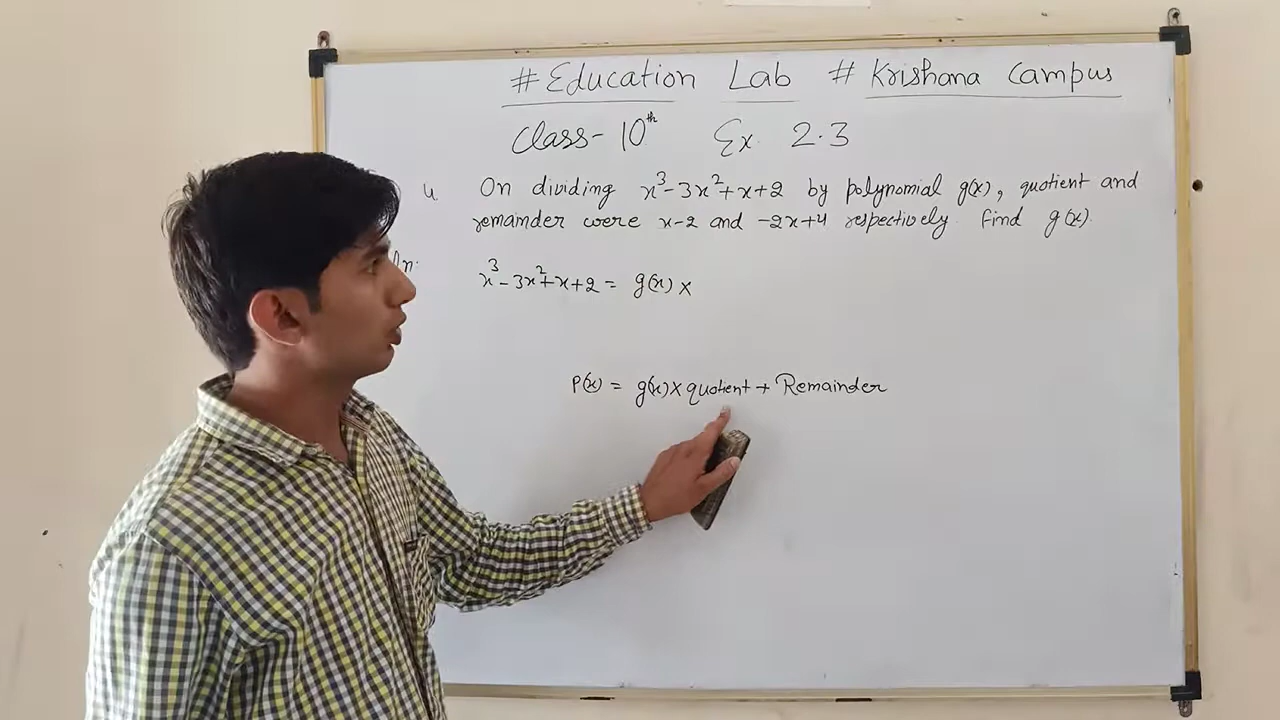 # Education Lab # Krishana Campus
Class- 10th Ex. 2.3
4 On dividing x³-3x²+x+2 by polynomial g(x), quotient and
remainder were x-2 and -2x+4 respectively. find g(x).
ln. x³-3x²+x+2 = g(x) ×
P(x) = g(x) × quotient + Remainder